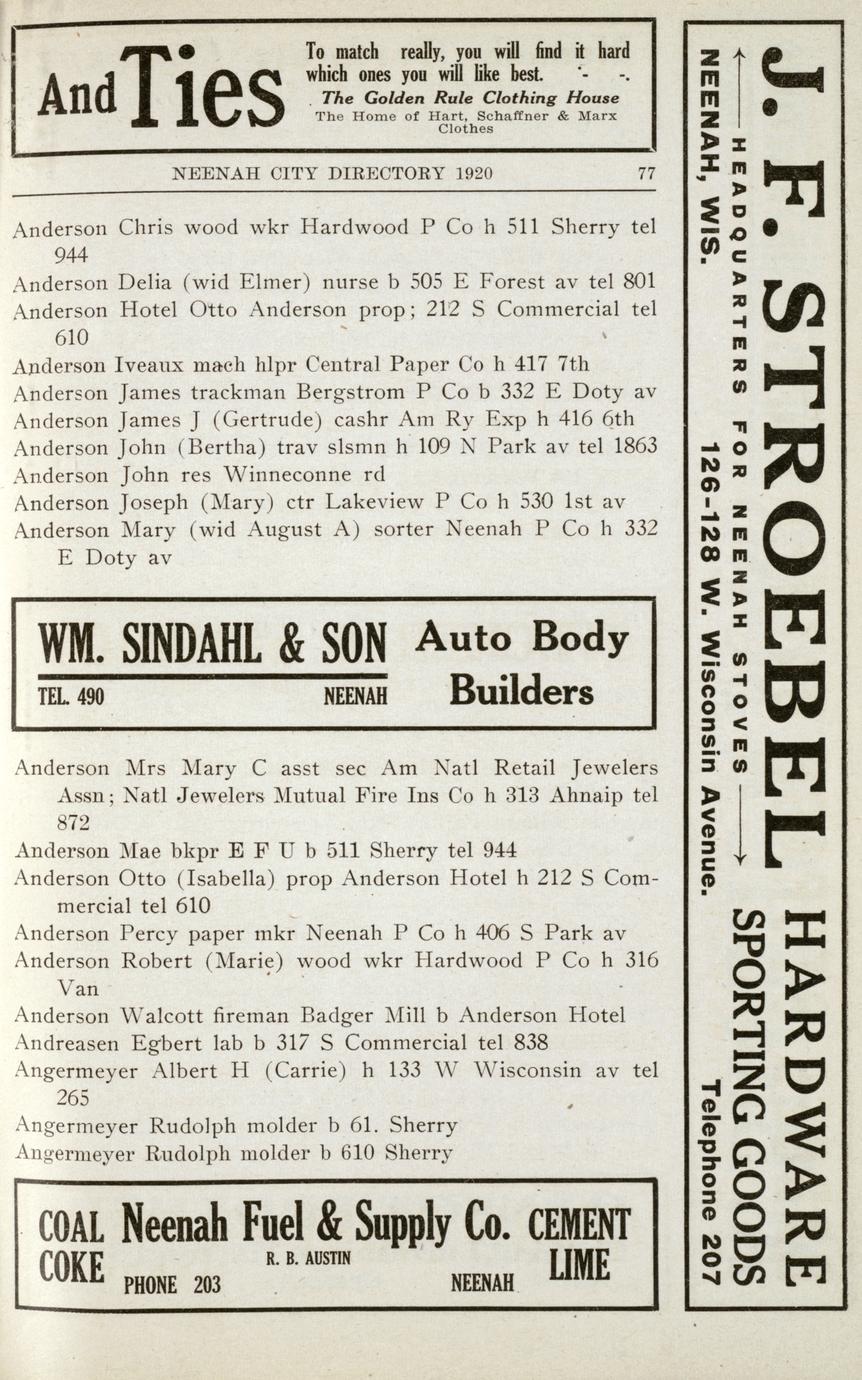 And Ties
To match really, you will find it hard
which ones you will like best.
The Golden Rule Clothing House
The Home of Hart, Schaffner & Marx
Clothes
NEENAH CITY DIRECTORY 1920 77
Anderson Chris wood wkr Hardwood P Co h 511 Sherry tel
944
Anderson Delia (wid Elmer) nurse b 505 E Forest av tel 801
Anderson Hotel Otto Anderson prop; 212 S Commercial tel
610
Anderson Iveaux mach hlpr Central Paper Co h 417 7th
Anderson James trackman Bergstrom P Co b 332 E Doty av
Anderson James J (Gertrude) cashr Am Ry Exp h 416 6th
Anderson John (Bertha) trav slsmn h 109 N Park av tel 1863
Anderson John res Winneconne rd
Anderson Joseph (Mary) ctr Lakeview P Co h 530 1st av
Anderson Mary (wid August A) sorter Neenah P Co h 332
E Doty av
WM. SINDAHL & SON
TEL. 490 NEENAH
Auto Body
Builders
Anderson Mrs Mary C asst sec Am Natl Retail Jewelers
Assn; Natl Jewelers Mutual Fire Ins Co h 313 Ahnaip tel
872
Anderson Mae bkpr E F U b 511 Sherry tel 944
Anderson Otto (Isabella) prop Anderson Hotel h 212 S Com-
mercial tel 610
Anderson Percy paper mkr Neenah P Co h 406 S Park av
Anderson Robert (Marie) wood wkr Hardwood P Co h 316
Van
Anderson Walcott fireman Badger Mill b Anderson Hotel
Andreasen Egbert lab b 317 S Commercial tel 838
Angermeyer Albert H (Carrie) h 133 W Wisconsin av tel
265
Angermeyer Rudolph molder b 61. Sherry
Angermeyer Rudolph molder b 610 Sherry
COAL Neenah Fuel & Supply Co. CEMENT
COKE R. B. AUSTIN LIME
PHONE 203 NEENAH
J. F. STROEBEL HARDWARE
HEADQUARTERS FOR NEENAH STOVES SPORTING GOODS
NEENAH, WIS. 126-128 W. Wisconsin Avenue. Telephone 207